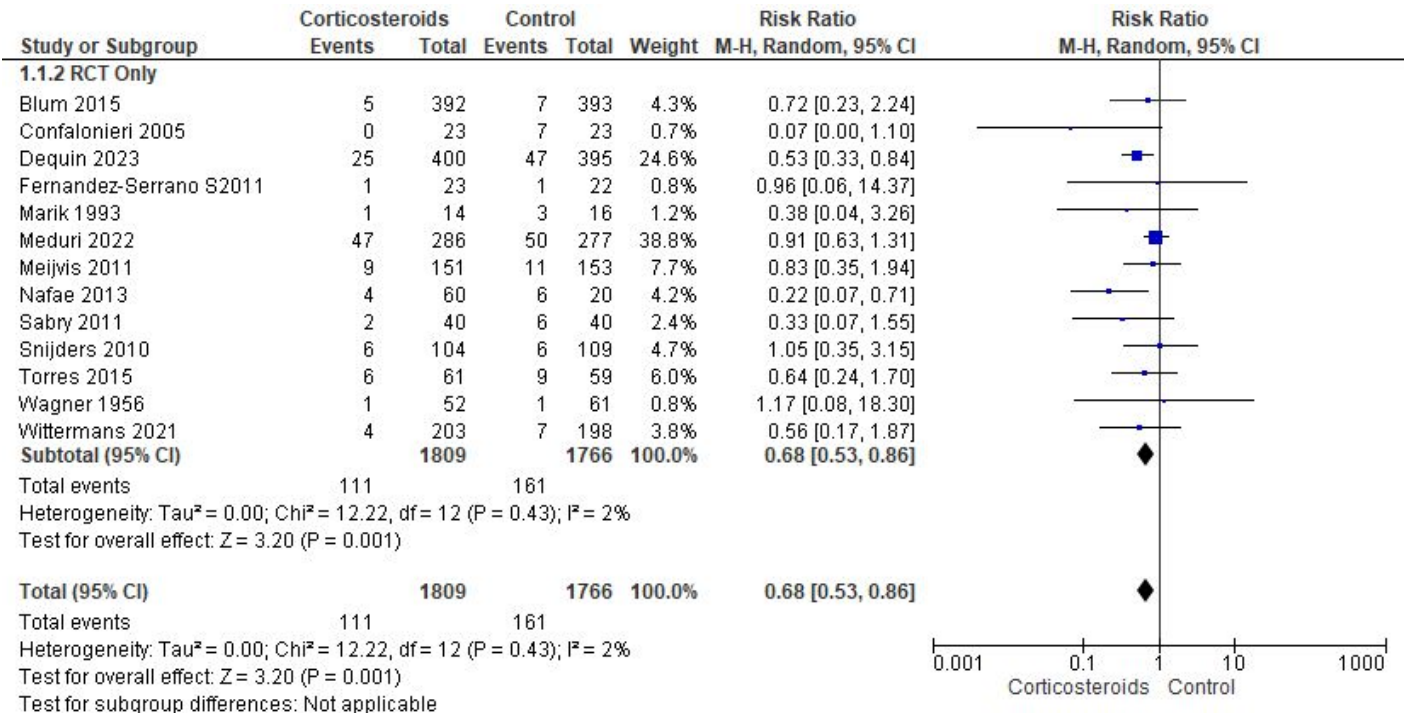 Corticosteroids Control Risk Ratio Risk Ratio
Study or Subgroup Events Total Events Total Weight M-H, Random, 95% CI M-H, Random, 95% CI
1.1.2 RCT Only
Blum 2015 5 392 7 393 4.3% 0.72 [0.23, 2.24]
Confalonieri 2005 0 23 7 23 0.7% 0.07 [0.00, 1.10]
Dequin 2023 25 400 47 395 24.6% 0.53 [0.33, 0.84]
Fernandez-Serrano S2011 1 23 1 22 0.8% 0.96 [0.06, 14.37]
Marik 1993 1 14 3 16 1.2% 0.38 [0.04, 3.26]
Meduri 2022 47 286 50 277 38.8% 0.91 [0.63, 1.31]
Meijvis 2011 9 151 11 153 7.7% 0.83 [0.35, 1.94]
Nafae 2013 4 60 6 20 4.2% 0.22 [0.07, 0.71]
Sabry 2011 2 40 6 40 2.4% 0.33 [0.07, 1.55]
Snijders 2010 6 104 6 109 4.7% 1.05 [0.35, 3.15]
Torres 2015 6 61 9 59 6.0% 0.64 [0.24, 1.70]
Wagner 1956 1 52 1 61 0.8% 1.17 [0.08, 18.30]
Wittermans 2021 4 203 7 198 3.8% 0.56 [0.17, 1.87]
Subtotal (95% CI) 1809 1766 100.0% 0.68 [0.53, 0.86]
Total events 111 161
Heterogeneity: Tau² = 0.00; Chi² = 12.22, df = 12 (P = 0.43); I² = 2%
Test for overall effect: Z = 3.20 (P = 0.001)
Total (95% CI) 1809 1766 100.0% 0.68 [0.53, 0.86]
Total events 111 161
Heterogeneity: Tau² = 0.00; Chi² = 12.22, df = 12 (P = 0.43); I² = 2%
Test for overall effect: Z = 3.20 (P = 0.001)
Test for subgroup differences: Not applicable
0.001 0.1 1 10 1000
Corticosteroids Control